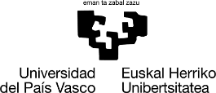 eman ta zabal zazu
Universidad
del País Vasco
Euskal Herriko
Unibertsitatea